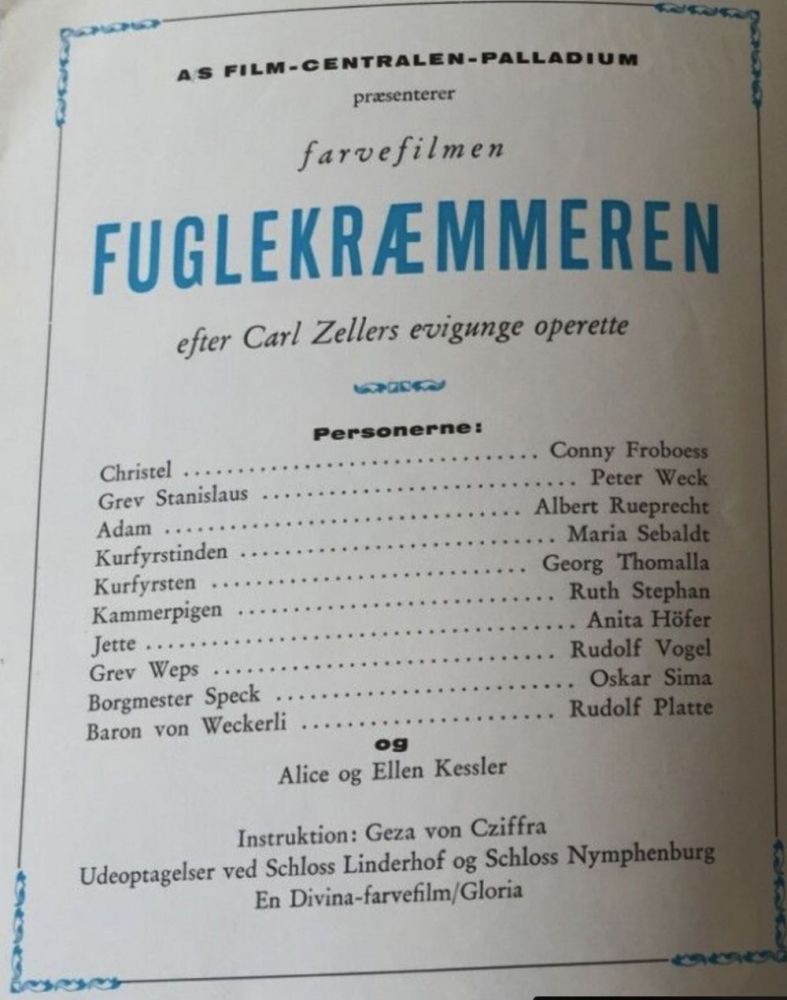 A/S FILM-CENTRALEN-PALLADIUM
præsenterer
farvefilmen
FUGLEKRÆMMEREN
efter Carl Zellers evigunge operette
Personerne:
Christel ........................................ Conny Froboess
Grev Stanislaus ........................................ Peter Weck
Adam ........................................ Albert Rueprecht
Kurfyrstinden ........................................ Maria Sebaldt
Kurfyrsten ........................................ Georg Thomalla
Kammerpigen ........................................ Ruth Stephan
Jette ........................................ Anita Höfer
Grev Weps ........................................ Rudolf Vogel
Borgmester Speck ........................................ Oskar Sima
Baron von Weckerli ........................................ Rudolf Platte
og
Alice og Ellen Kessler
Instruktion: Geza von Cziffra
Udeoptagelser ved Schloss Linderhof og Schloss Nymphenburg
En Divina-farvefilm/Gloria